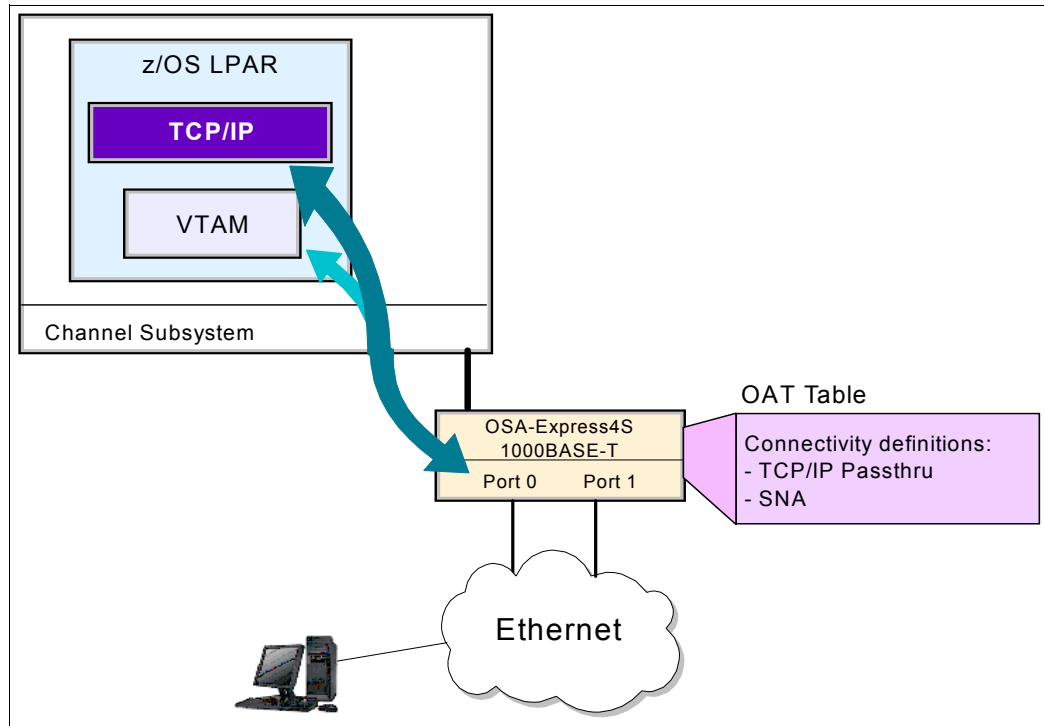 z/OS LPAR
TCP/IP
VTAM
Channel Subsystem
OAT Table
OSA-Express4S
1000BASE-T
Port 0 Port 1
Connectivity definitions:
- TCP/IP Passthru
- SNA
Ethernet